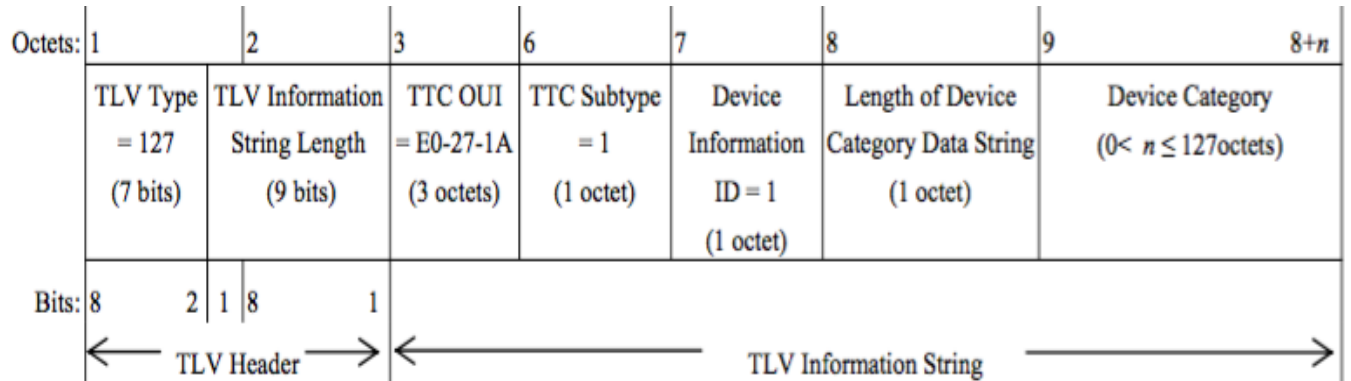 Octets: 1 2 3 6 7 8 9 8+n
TLV Type TLV Information TTC OUI TTC Subtype Device Length of Device Device Category
= 127 String Length = E0-27-1A = 1 Information Category Data String (0< n ≤ 127octets)
(7 bits) (9 bits) (3 octets) (1 octet) ID = 1 (1 octet)
(1 octet)
Bits: 8 2 1 8 1
TLV Header TLV Information String